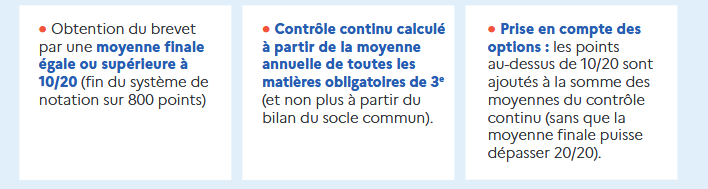 • Obtention du brevet
par une moyenne finale
égale ou supérieure à
10/20 (fin du système de
notation sur 800 points)
• Contrôle continu calculé
à partir de la moyenne
annuelle de toutes les
matières obligatoires de 3e
(et non plus à partir du
bilan du socle commun).
• Prise en compte des
options : les points
au-dessus de 10/20 sont
ajoutés à la somme des
moyennes du contrôle
continu (sans que la
moyenne finale puisse
dépasser 20/20).